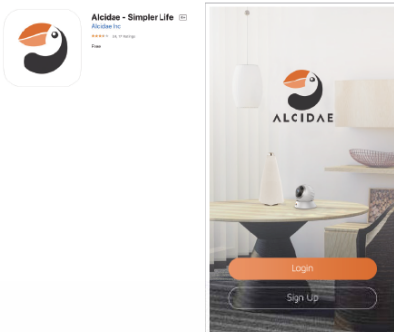 Alcidae - Simpler Life
Alcidae Inc
Free
ALCIDAE
Login
Sign Up